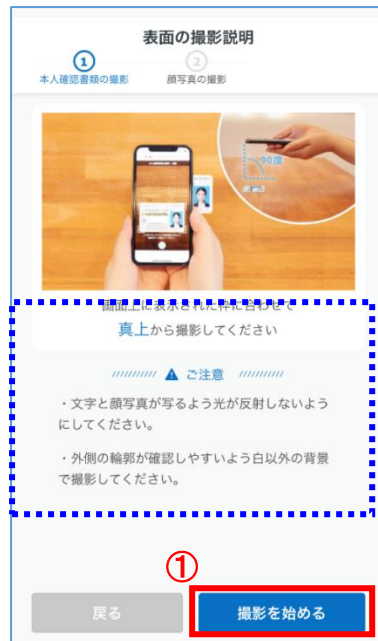 表面の撮影説明
1
2
本人確認書類の撮影
顔写真の撮影
90度
画面上に表示された枠に合わせて
真上から撮影してください
ご注意
・文字と顔写真が写るよう光が反射しないよう
にしてください。
・外側の輪郭が確認しやすいよう白以外の背景
で撮影してください。
①
戻る
撮影を始める